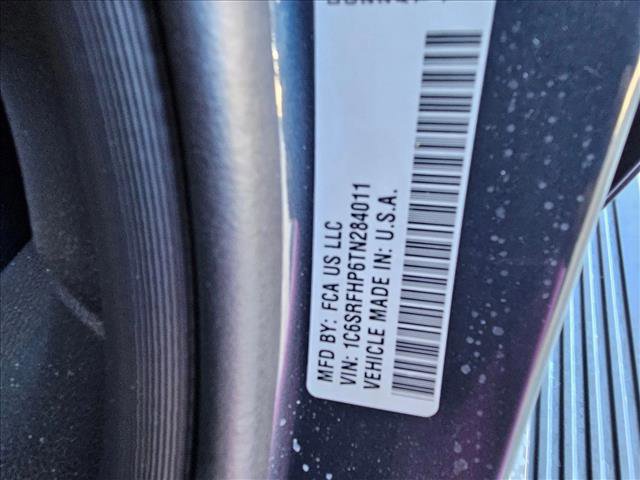 MFD BY: FCA US LLC
VIN: 1C6SRFHP6TN284011
VEHICLE MADE IN: U.S.A.